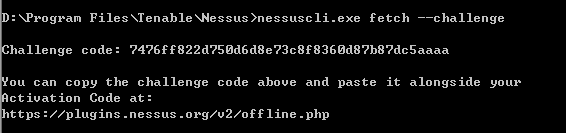 D:\Program Files\Tenable\Nessus>nessuscli.exe fetch --challenge
Challenge code: 7476ff822d750d6d8e73c8f8360d87b87dc5aaaa
You can copy the challenge code above and paste it alongside your
Activation Code at:
https://plugins.nessus.org/v2/offline.php